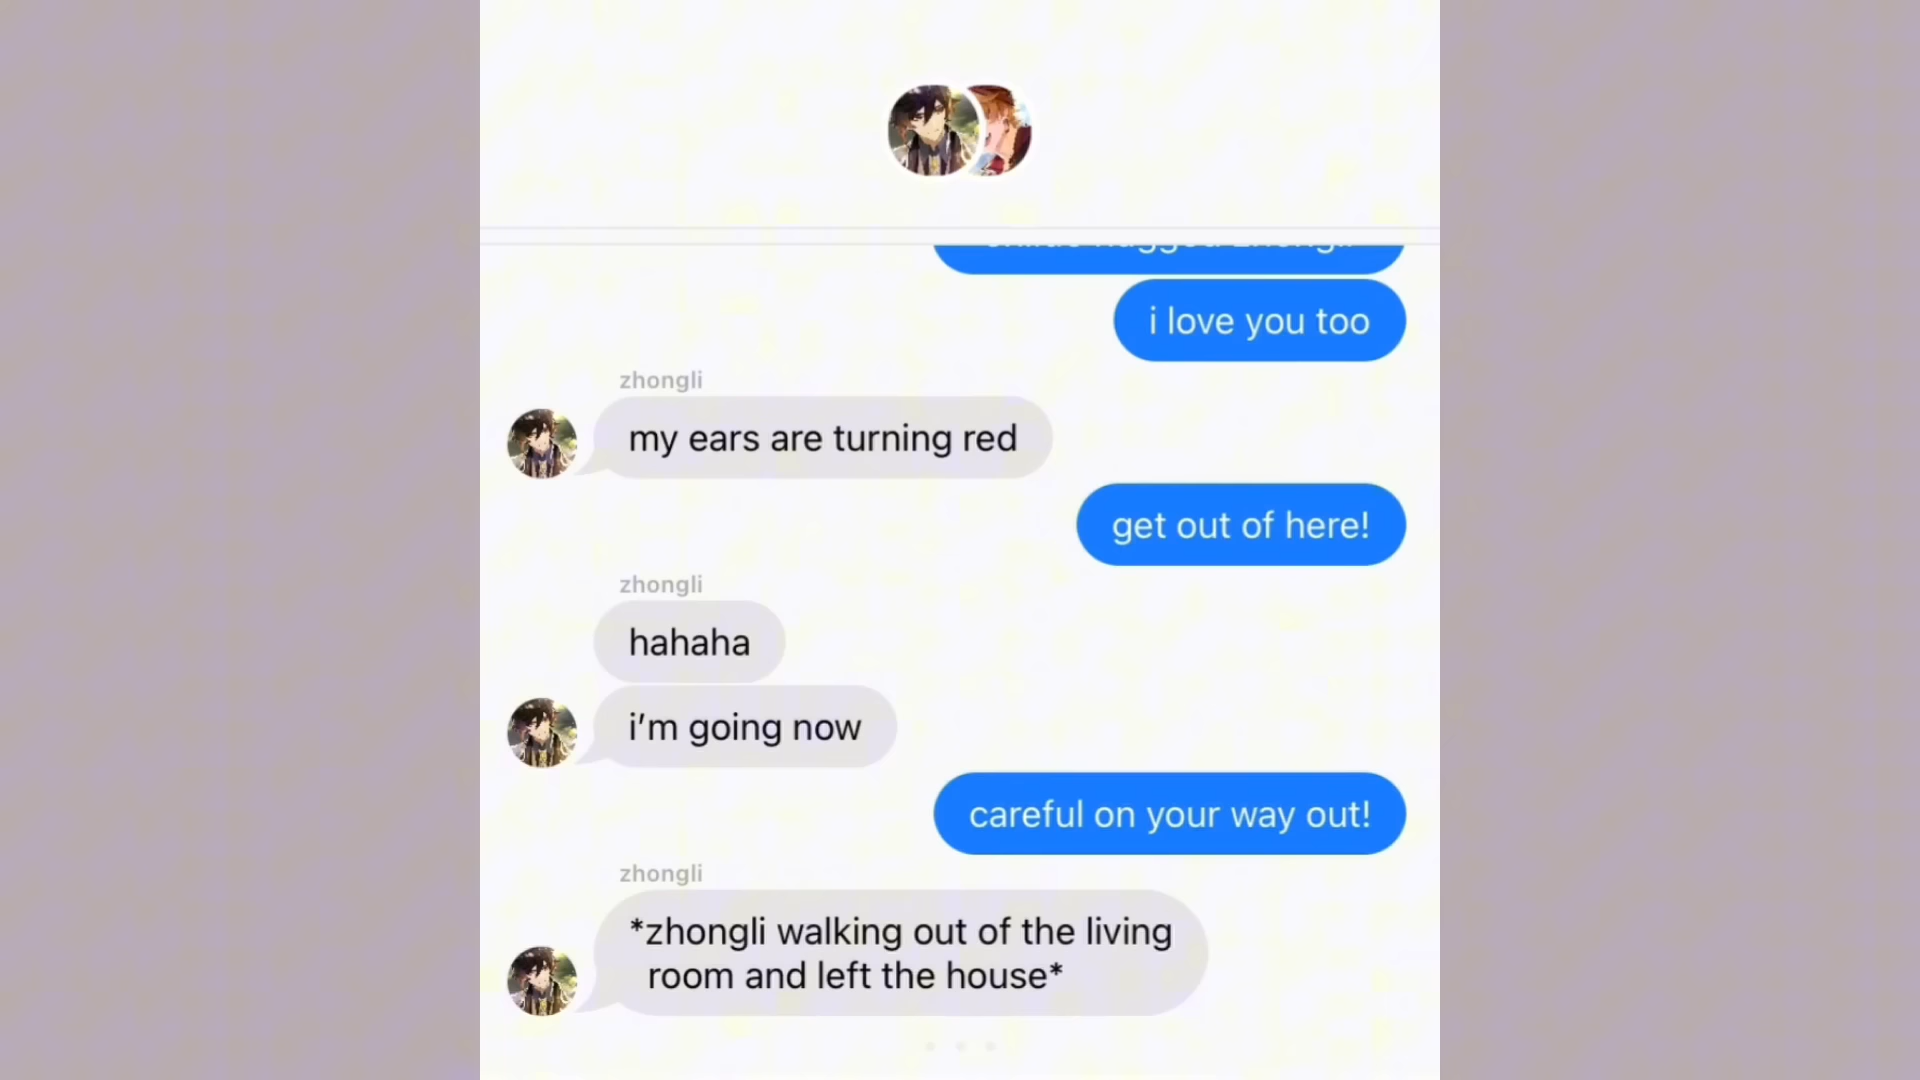 i love you too
zhongli
my ears are turning red
get out of here!
zhongli
hahaha
i’m going now
careful on your way out!
zhongli
*zhongli walking out of the living
room and left the house*